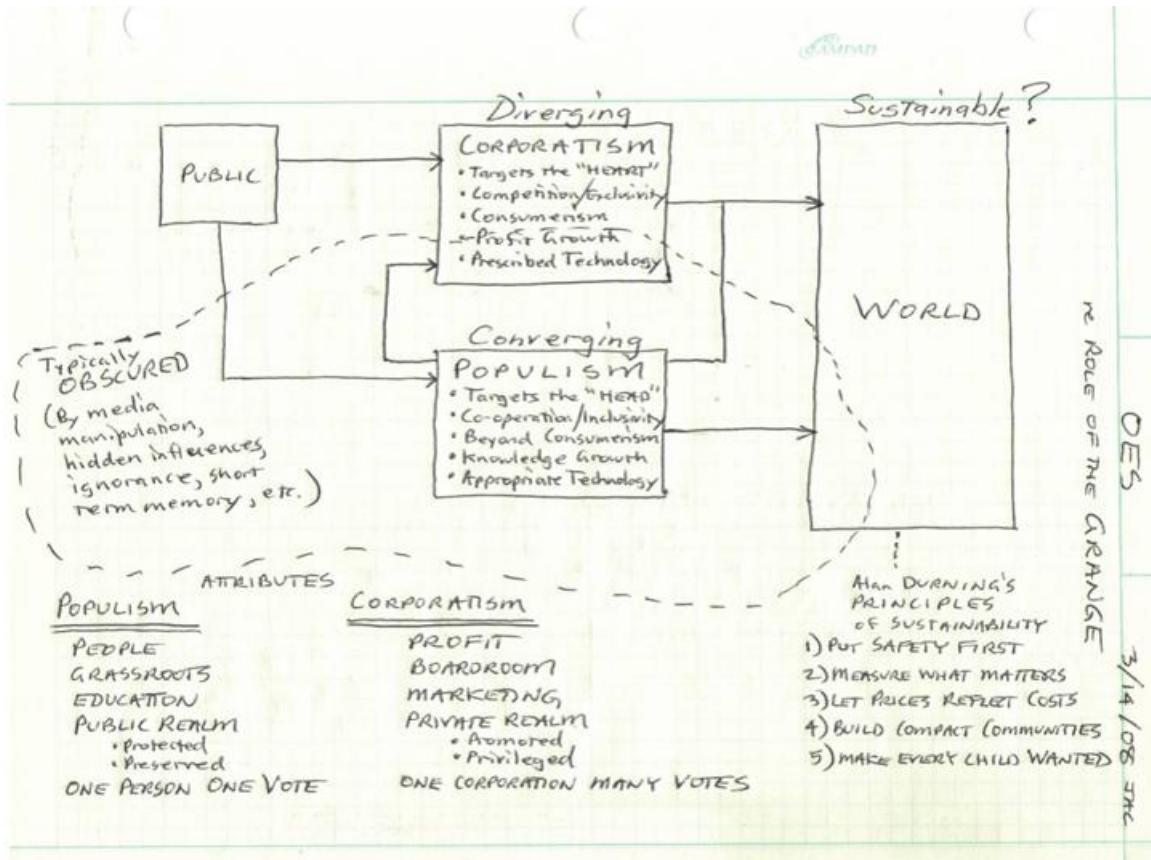 AMPAD
Diverging
Sustainable?
PUBLIC
CORPORATISM
• Targets the "HEART"
• Competition/Exclusivity
• Consumerism
• Profit Growth
• Prescribed Technology
WORLD
Converging
POPULISM
• Targets the "HEAD"
• Co-operation/Inclusivity
• Beyond Consumerism
• Knowledge Growth
• Appropriate Technology
Typically
OBSCURED
(By media
manipulation,
hidden influences,
ignorance, short
term memory, etc.)
ATTRIBUTES
POPULISM
PEOPLE
GRASSROOTS
EDUCATION
PUBLIC REALM
• Protected
• Preserved
ONE PERSON ONE VOTE
CORPORATISM
PROFIT
BOARDROOM
MARKETING
PRIVATE REALM
• Armored
• Privileged
ONE CORPORATION MANY VOTES
Alan DURNING'S
PRINCIPLES
OF SUSTAINABILITY
1) PUT SAFETY FIRST
2) MEASURE WHAT MATTERS
3) LET PRICES REFLECT COSTS
4) BUILD COMPACT COMMUNITIES
5) MAKE EVERY CHILD WANTED
re ROLE OF THE GRANGE
OES 3/14/08 JMC